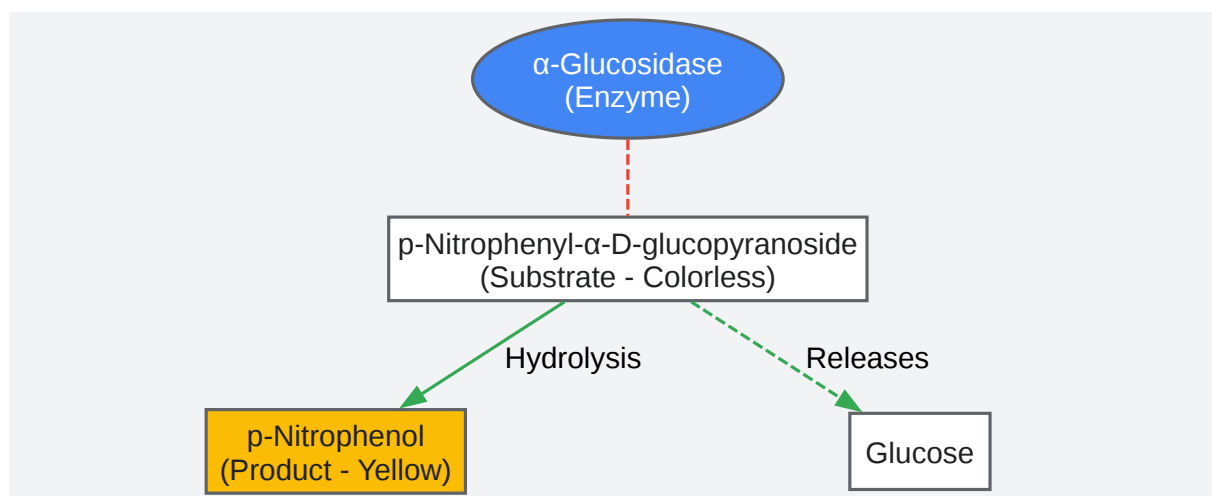 α-Glucosidase
(Enzyme)
p-Nitrophenyl-α-D-glucopyranoside
(Substrate - Colorless)
Hydrolysis
Releases
p-Nitrophenol
(Product - Yellow)
Glucose